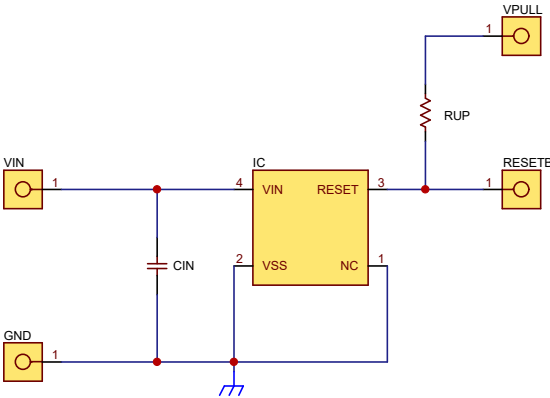 VPULL
1
RUP
VIN
1
IC
4
VIN
RESET
3
1
RESETB
2
VSS
NC
1
CIN
GND
1